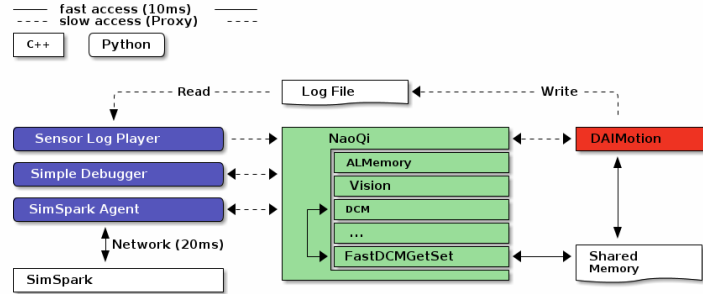 fast access (10ms)
slow access (Proxy)
C++
Python
Read
Log File
Write
Sensor Log Player
NaoQi
DAIMotion
ALMemory
Simple Debugger
Vision
SimSpark Agent
DCM
...
Network (20ms)
FastDCMGetSet
Shared
Memory
SimSpark